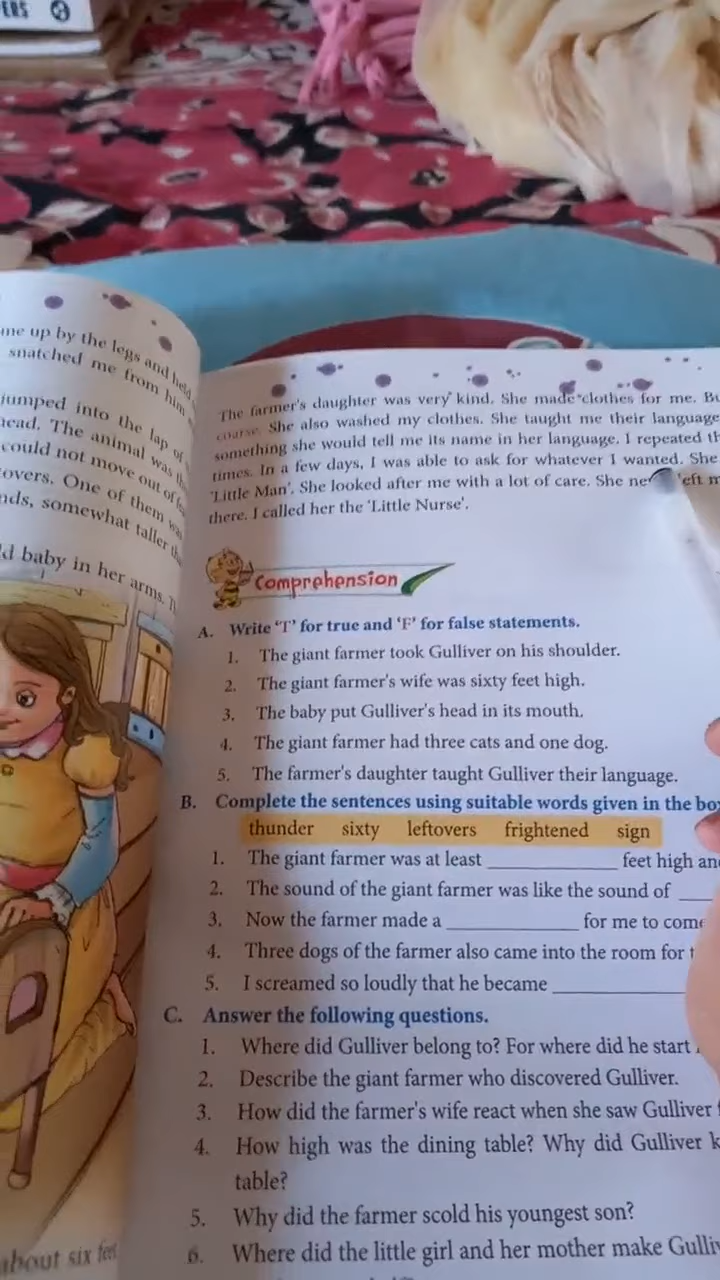 ERS
me up by the legs and held
snatched me from him
jumped into the lap of
head. The animal was
could not move out of
overs. One of them was
nds, somewhat taller
d baby in her arms.
about six feet
The farmer's daughter was very kind. She made clothes for me. Bu
coarse. She also washed my clothes. She taught me their language
something she would tell me its name in her language. I repeated th
times. In a few days, I was able to ask for whatever I wanted. She
'Little Man'. She looked after me with a lot of care. She ne eft m
there. I called her the 'Little Nurse'.
Comprehension
A. Write 'T' for true and 'F' for false statements.
1. The giant farmer took Gulliver on his shoulder.
2. The giant farmer's wife was sixty feet high.
3. The baby put Gulliver's head in its mouth.
4. The giant farmer had three cats and one dog.
5. The farmer's daughter taught Gulliver their language.
B. Complete the sentences using suitable words given in the bo
thunder sixty leftovers frightened sign
1. The giant farmer was at least ____________ feet high an
2. The sound of the giant farmer was like the sound of ___
3. Now the farmer made a ____________ for me to come
4. Three dogs of the farmer also came into the room for t
5. I screamed so loudly that he became ____________
C. Answer the following questions.
1. Where did Gulliver belong to? For where did he start
2. Describe the giant farmer who discovered Gulliver.
3. How did the farmer's wife react when she saw Gulliver
4. How high was the dining table? Why did Gulliver k
table?
5. Why did the farmer scold his youngest son?
6. Where did the little girl and her mother make Gulliv